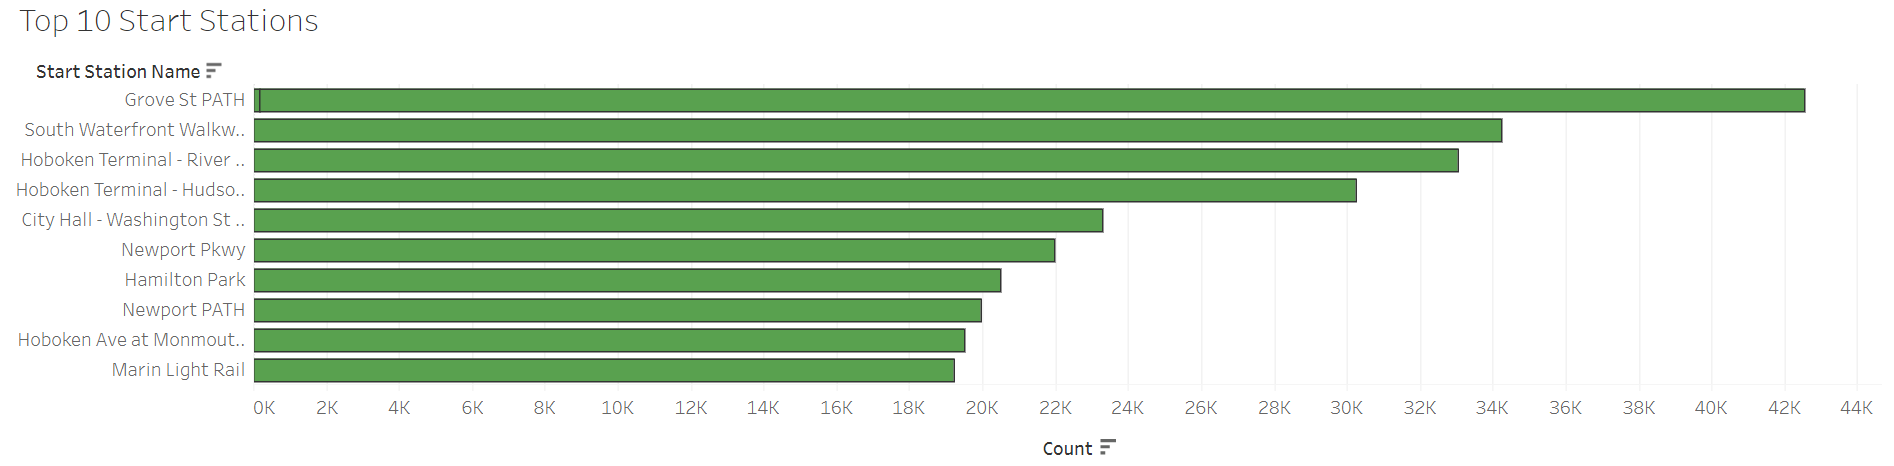 Top 10 Start Stations
Start Station Name
Grove St PATH
South Waterfront Walkw..
Hoboken Terminal - River ..
Hoboken Terminal - Hudso..
City Hall - Washington St ..
Newport Pkwy
Hamilton Park
Newport PATH
Hoboken Ave at Monmout..
Marin Light Rail
0K 2K 4K 6K 8K 10K 12K 14K 16K 18K 20K 22K 24K 26K 28K 30K 32K 34K 36K 38K 40K 42K 44K
Count